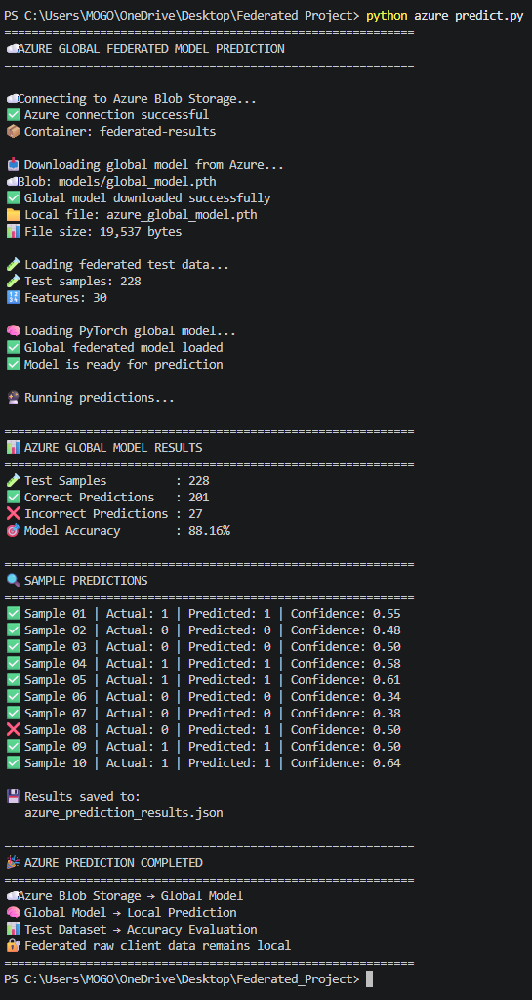 PS C:\Users\MOGO\OneDrive\Desktop\Federated_Project> python azure_predict.py
============================================================
☁️AZURE GLOBAL FEDERATED MODEL PREDICTION
============================================================
☁️Connecting to Azure Blob Storage...
✅ Azure connection successful
📦 Container: federated-results
📥 Downloading global model from Azure...
☁️Blob: models/global_model.pth
✅ Global model downloaded successfully
📁 Local file: azure_global_model.pth
📊 File size: 19,537 bytes
🧪 Loading federated test data...
🧪 Test samples: 228
🔢 Features: 30
🧠 Loading PyTorch global model...
✅ Global federated model loaded
✅ Model is ready for prediction
🔮 Running predictions...
============================================================
📊 AZURE GLOBAL MODEL RESULTS
============================================================
🧪 Test Samples          : 228
✅ Correct Predictions   : 201
❌ Incorrect Predictions : 27
🎯 Model Accuracy        : 88.16%
============================================================
🔍 SAMPLE PREDICTIONS
============================================================
✅ Sample 01 | Actual: 1 | Predicted: 1 | Confidence: 0.55
✅ Sample 02 | Actual: 0 | Predicted: 0 | Confidence: 0.48
✅ Sample 03 | Actual: 0 | Predicted: 0 | Confidence: 0.50
✅ Sample 04 | Actual: 1 | Predicted: 1 | Confidence: 0.58
✅ Sample 05 | Actual: 1 | Predicted: 1 | Confidence: 0.61
✅ Sample 06 | Actual: 0 | Predicted: 0 | Confidence: 0.34
✅ Sample 07 | Actual: 0 | Predicted: 0 | Confidence: 0.38
❌ Sample 08 | Actual: 0 | Predicted: 1 | Confidence: 0.50
✅ Sample 09 | Actual: 1 | Predicted: 1 | Confidence: 0.50
✅ Sample 10 | Actual: 1 | Predicted: 1 | Confidence: 0.64
💾 Results saved to:
azure_prediction_results.json
============================================================
🎉 AZURE PREDICTION COMPLETED
============================================================
☁️Azure Blob Storage → Global Model
🧠 Global Model → Local Prediction
📊 Test Dataset → Accuracy Evaluation
🔐 Federated raw client data remains local
============================================================
PS C:\Users\MOGO\OneDrive\Desktop\Federated_Project>